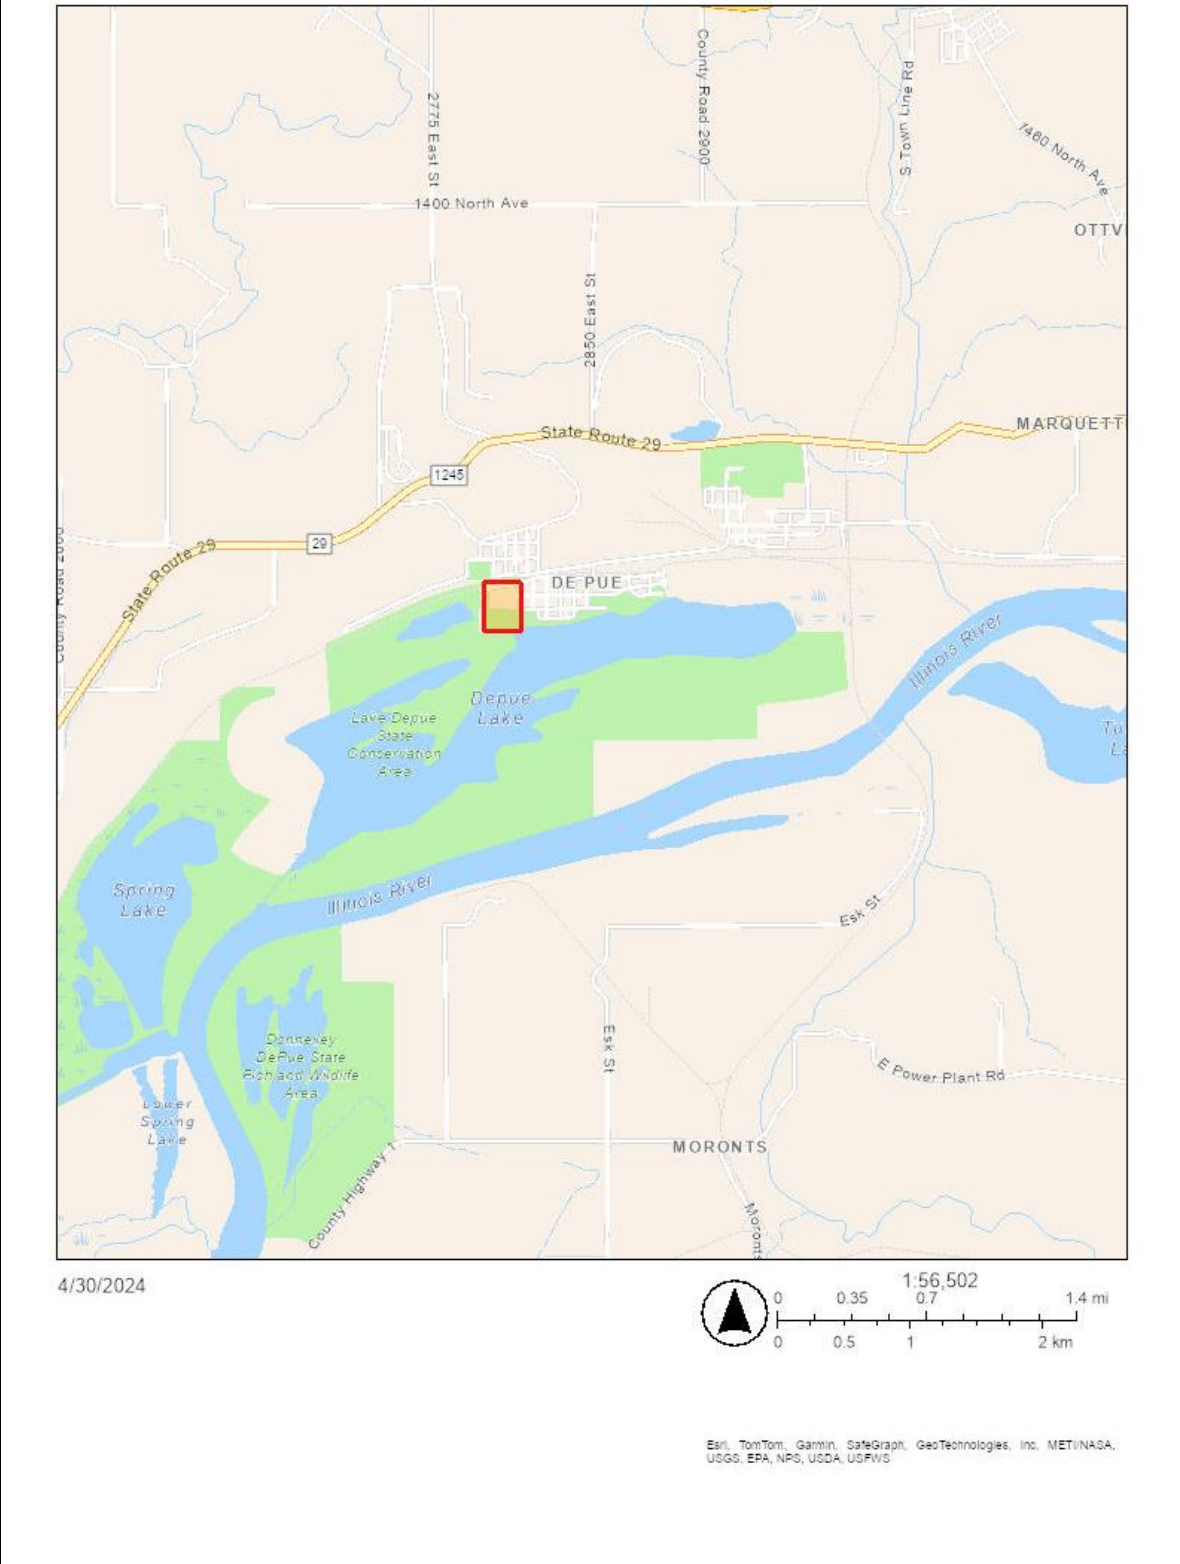 County Road 2900
S Town Line Rd
2775 East St
1460 North Ave
1400 North Ave
OTTV
2850 East St
MARQUETT
State Route 29
1245
29
State Route 29
DE PUE
Illinois River
Depue
Lake
Lake Depue
State
Conservation
Area
Tu
La
Spring
Lake
Illinois River
Esk St
Esk St
Donnelley
DePue State
Fish and Wildlife
Area
E Power Plant Rd
Lower
Spring
Lake
MORONTS
County Highway 1
Moronts
4/30/2024
1:56,502
0 0.35 0.7 1.4 mi
0 0.5 1 2 km
Esri, TomTom, Garmin, SafeGraph, GeoTechnologies, Inc, METI/NASA,
USGS, EPA, NPS, USDA, USFWS